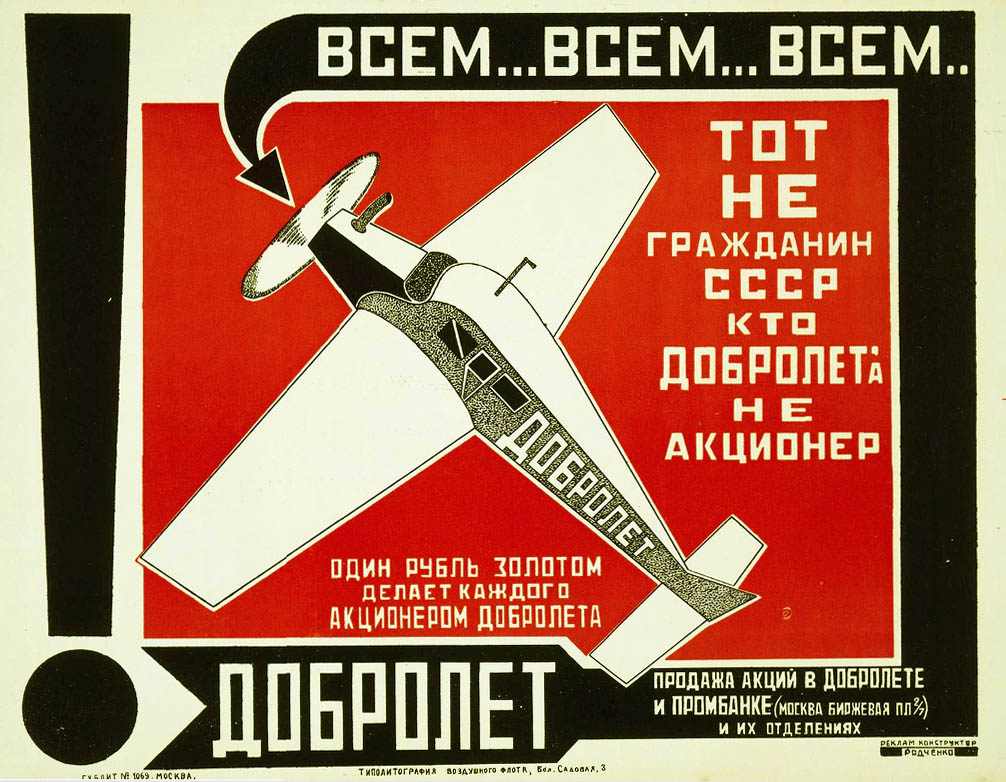 ВСЕМ...ВСЕМ...ВСЕМ..
ТОТ
НЕ
ГРАЖДАНИН
СССР
КТО
ДОБРОЛЕТ'А
НЕ
АКЦИОНЕР
ДОБРОЛЕТ
ОДИН РУБЛЬ ЗОЛОТОМ
ДЕЛАЕТ КАЖДОГО
АКЦИОНЕРОМ ДОБРОЛЕТА
!
ДОБРОЛЕТ
ПРОДАЖА АКЦИЙ В ДОБРОЛЕТЕ
И ПРОМБАНКЕ (МОСКВА БИРЖЕВАЯ ПЛ 2/7)
И ИХ ОТДЕЛЕНИЯХ
РЕКЛАМ КОНСТРУКТОР
РОДЧЕНКО
ГУБЛИТ № 1069. МОСКВА.
ТИПОЛИТОГРАФИЯ ВОЗДУШНОГО ФЛОТА, Бол. САДОВАЯ, 3